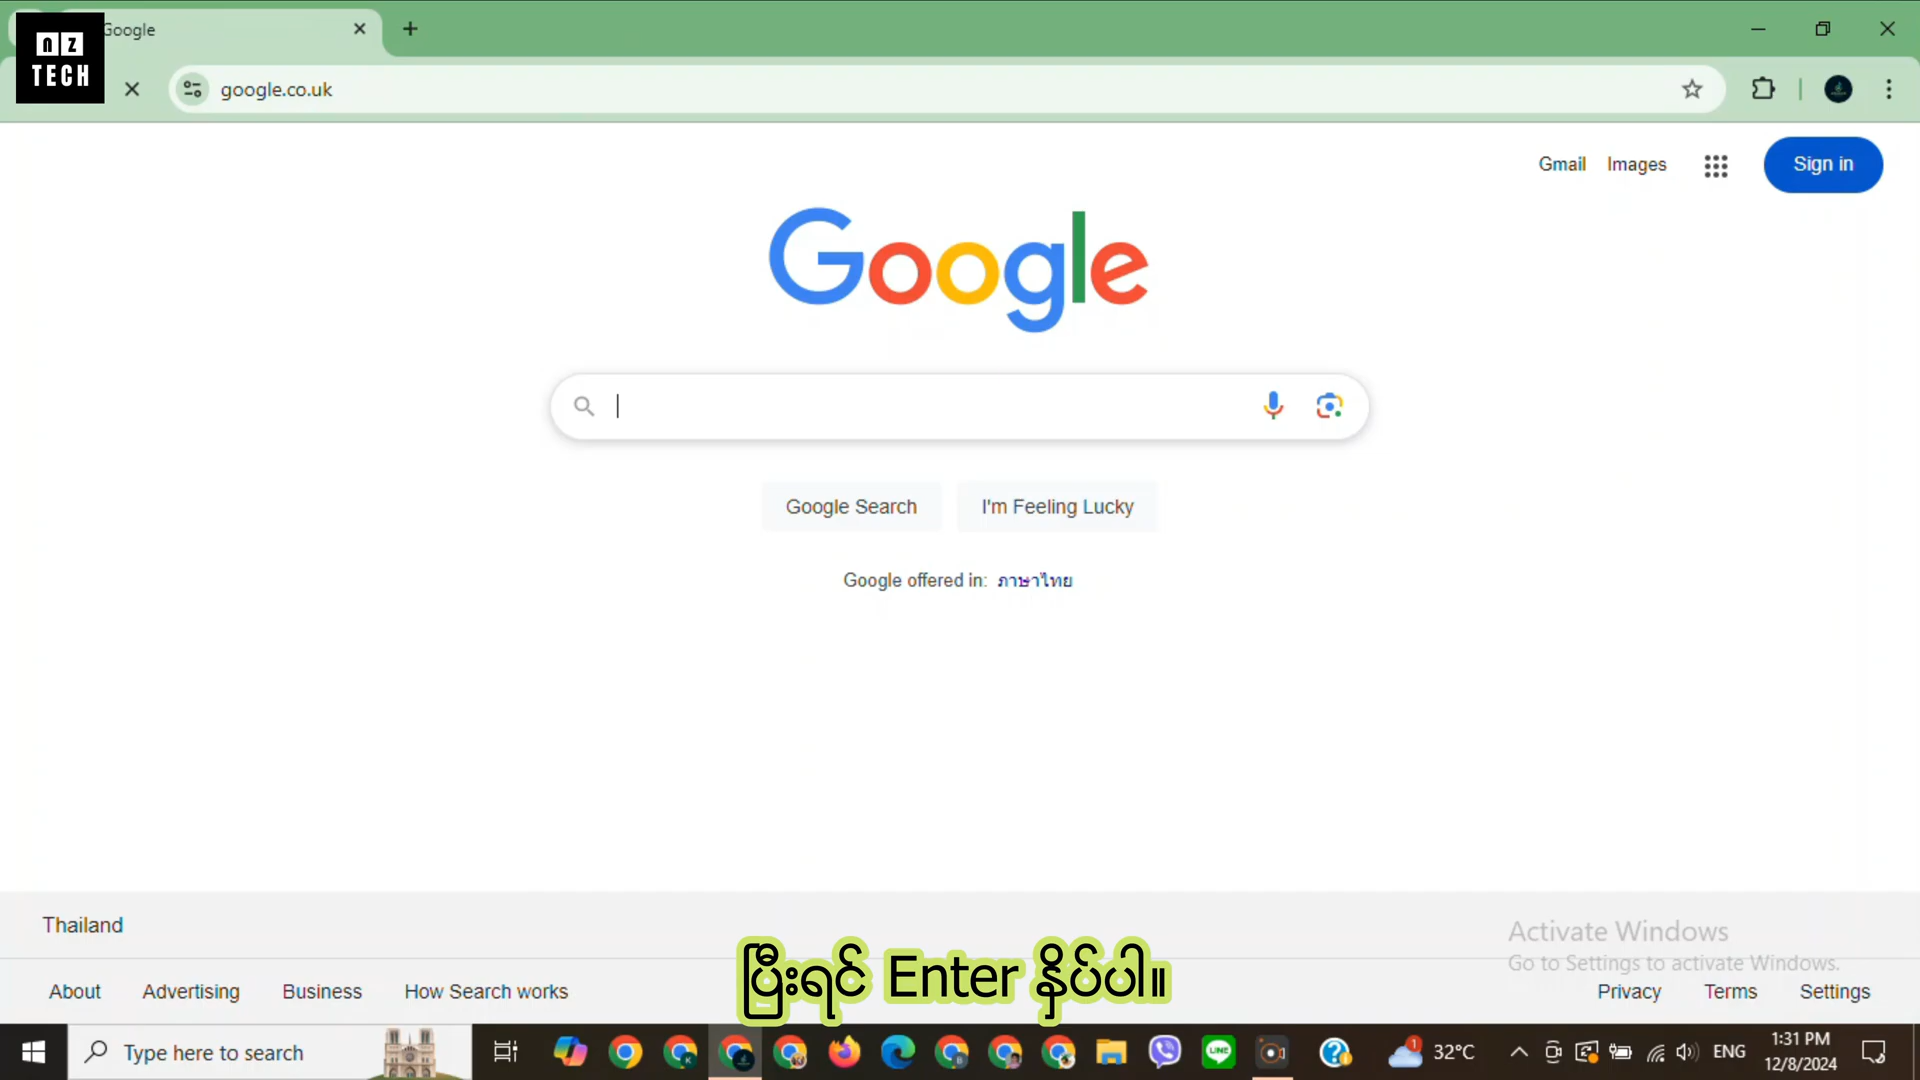 Google
nz
TECH
google.co.uk
Gmail Images Sign in
Google
Google Search I'm Feeling Lucky
Google offered in: ภาษาไทย
Thailand
Activate Windows
Go to Settings to activate Windows.
About Advertising Business How Search works
Privacy Terms Settings
ပြီးရင် Enter နှိပ်ပါ။
Type here to search
LINE
1
32°C
ENG
1:31 PM
12/8/2024